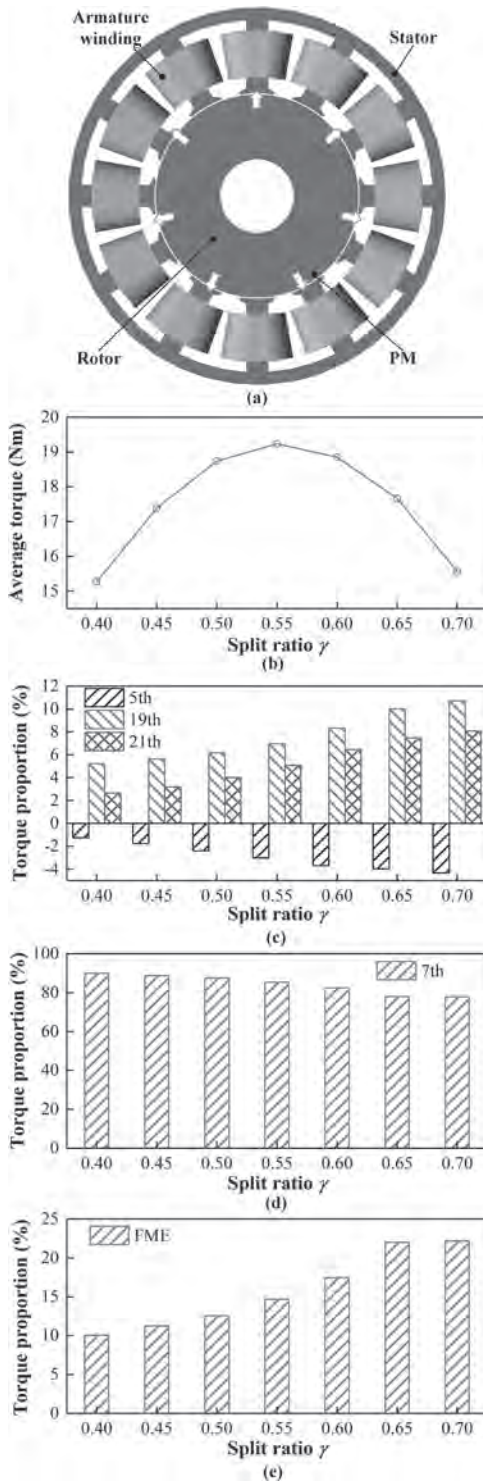 Armature
winding
Stator
Rotor
PM
(a)
Average torque (Nm)
20
19
18
17
16
15
0.40 0.45 0.50 0.55 0.60 0.65 0.70
Split ratio γ
(b)
Torque proportion (%)
12
10
8
6
4
2
0
-2
-4
5th
19th
21th
0.40 0.45 0.50 0.55 0.60 0.65 0.70
Split ratio γ
(c)
Torque proportion (%)
100
80
60
40
20
0
7th
0.40 0.45 0.50 0.55 0.60 0.65 0.70
Split ratio γ
(d)
Torque proportion (%)
25
20
15
10
5
0
FME
0.40 0.45 0.50 0.55 0.60 0.65 0.70
Split ratio γ
(e)